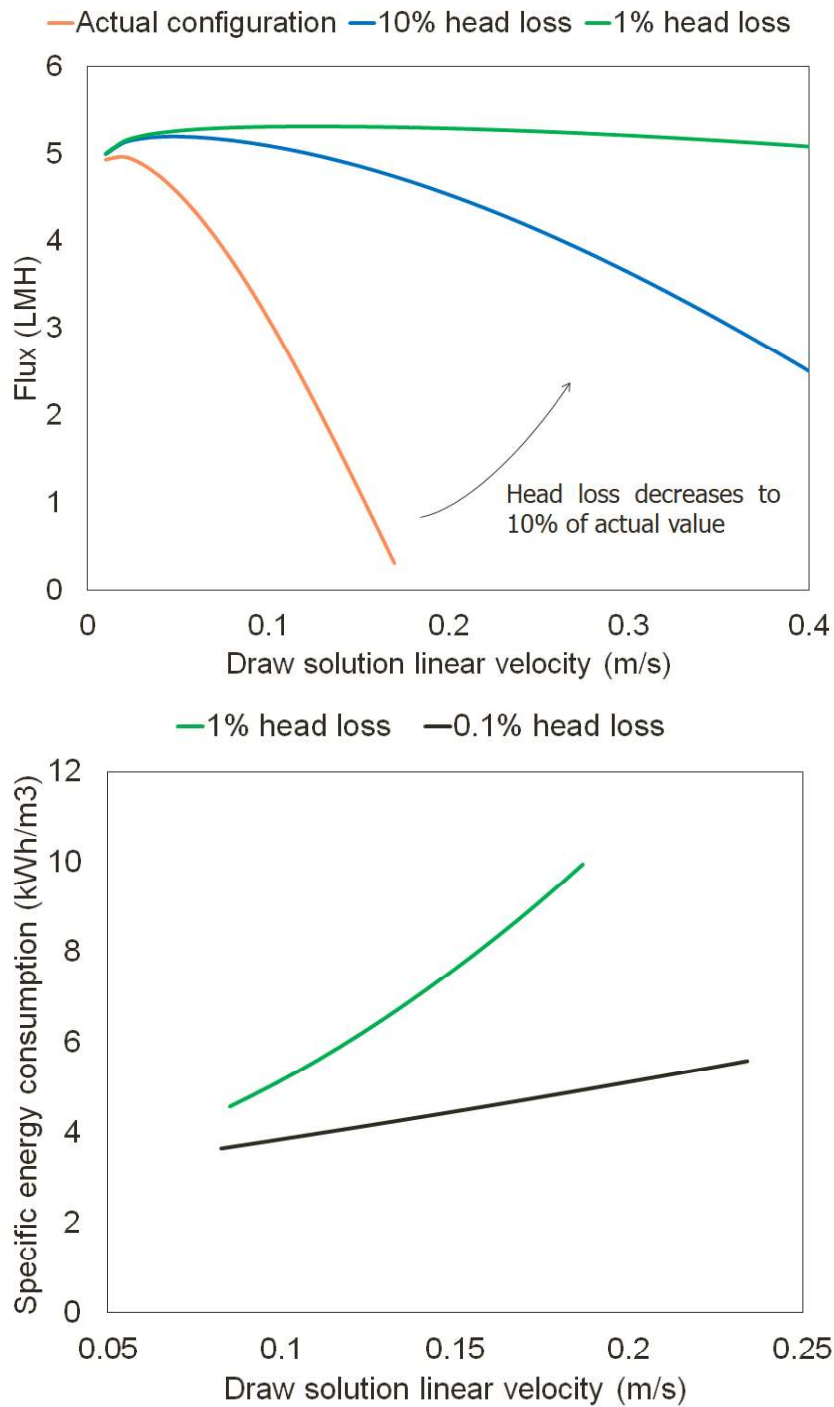 Actual configuration 10% head loss 1% head loss
6
5
4
3
2
1
0
Flux (LMH)
Head loss decreases to
10% of actual value
0 0.1 0.2 0.3 0.4
Draw solution linear velocity (m/s)
1% head loss 0.1% head loss
12
10
8
6
4
2
0
Specific energy consumption (kWh/m3)
0.05 0.1 0.15 0.2 0.25
Draw solution linear velocity (m/s)